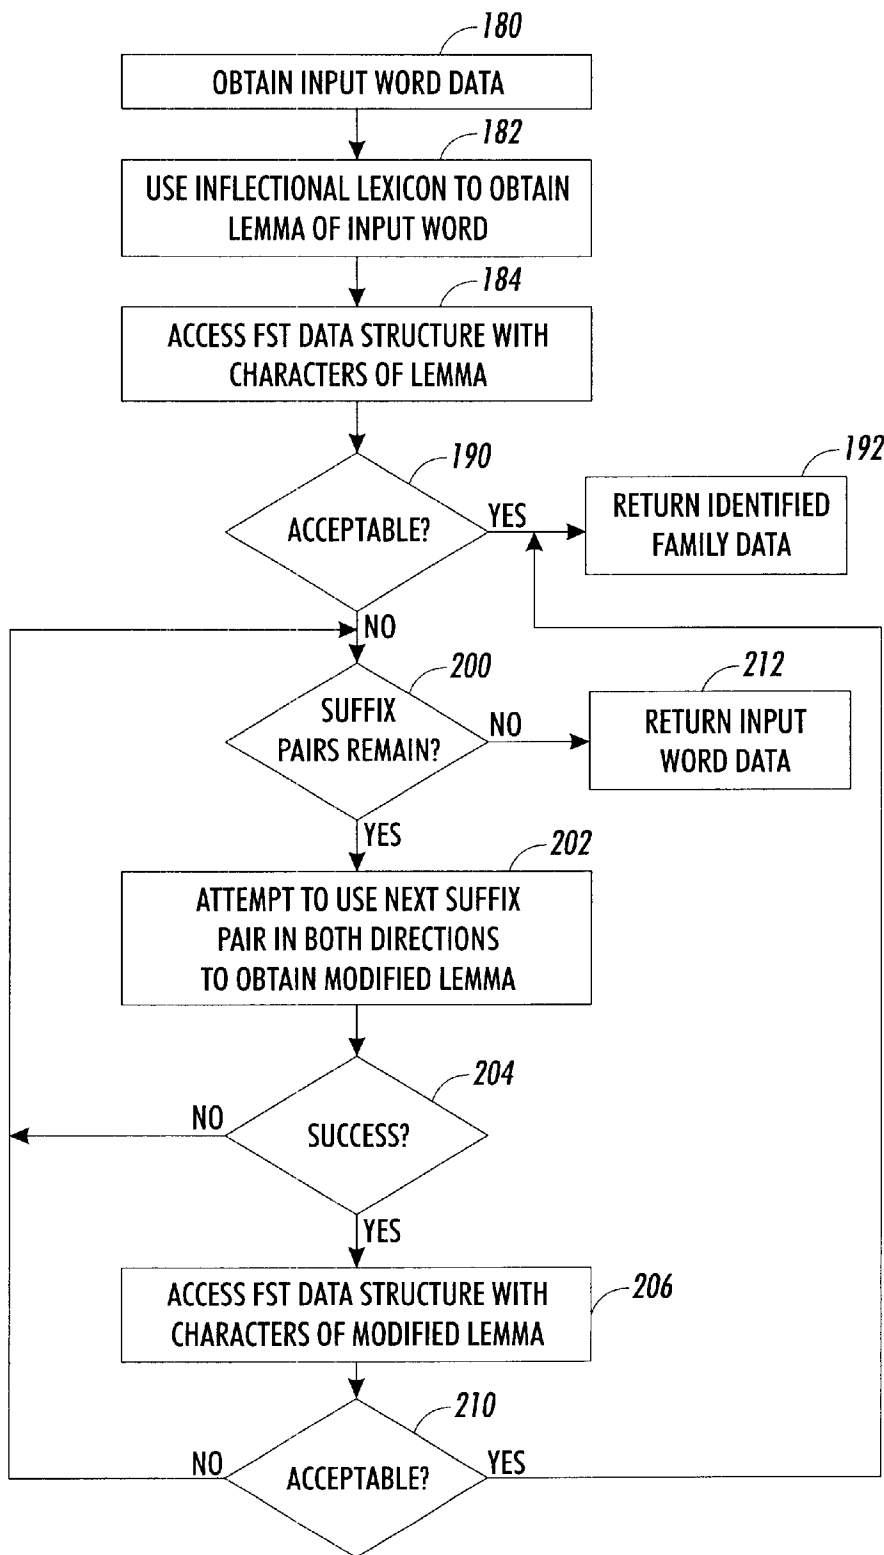 180
OBTAIN INPUT WORD DATA
182
USE INFLECTIONAL LEXICON TO OBTAIN
LEMMA OF INPUT WORD
184
ACCESS FST DATA STRUCTURE WITH
CHARACTERS OF LEMMA
190
ACCEPTABLE?
YES
192
RETURN IDENTIFIED
FAMILY DATA
NO
200
SUFFIX
PAIRS REMAIN?
NO
212
RETURN INPUT
WORD DATA
YES
202
ATTEMPT TO USE NEXT SUFFIX
PAIR IN BOTH DIRECTIONS
TO OBTAIN MODIFIED LEMMA
204
NO
SUCCESS?
YES
ACCESS FST DATA STRUCTURE WITH
CHARACTERS OF MODIFIED LEMMA
206
210
NO
ACCEPTABLE?
YES